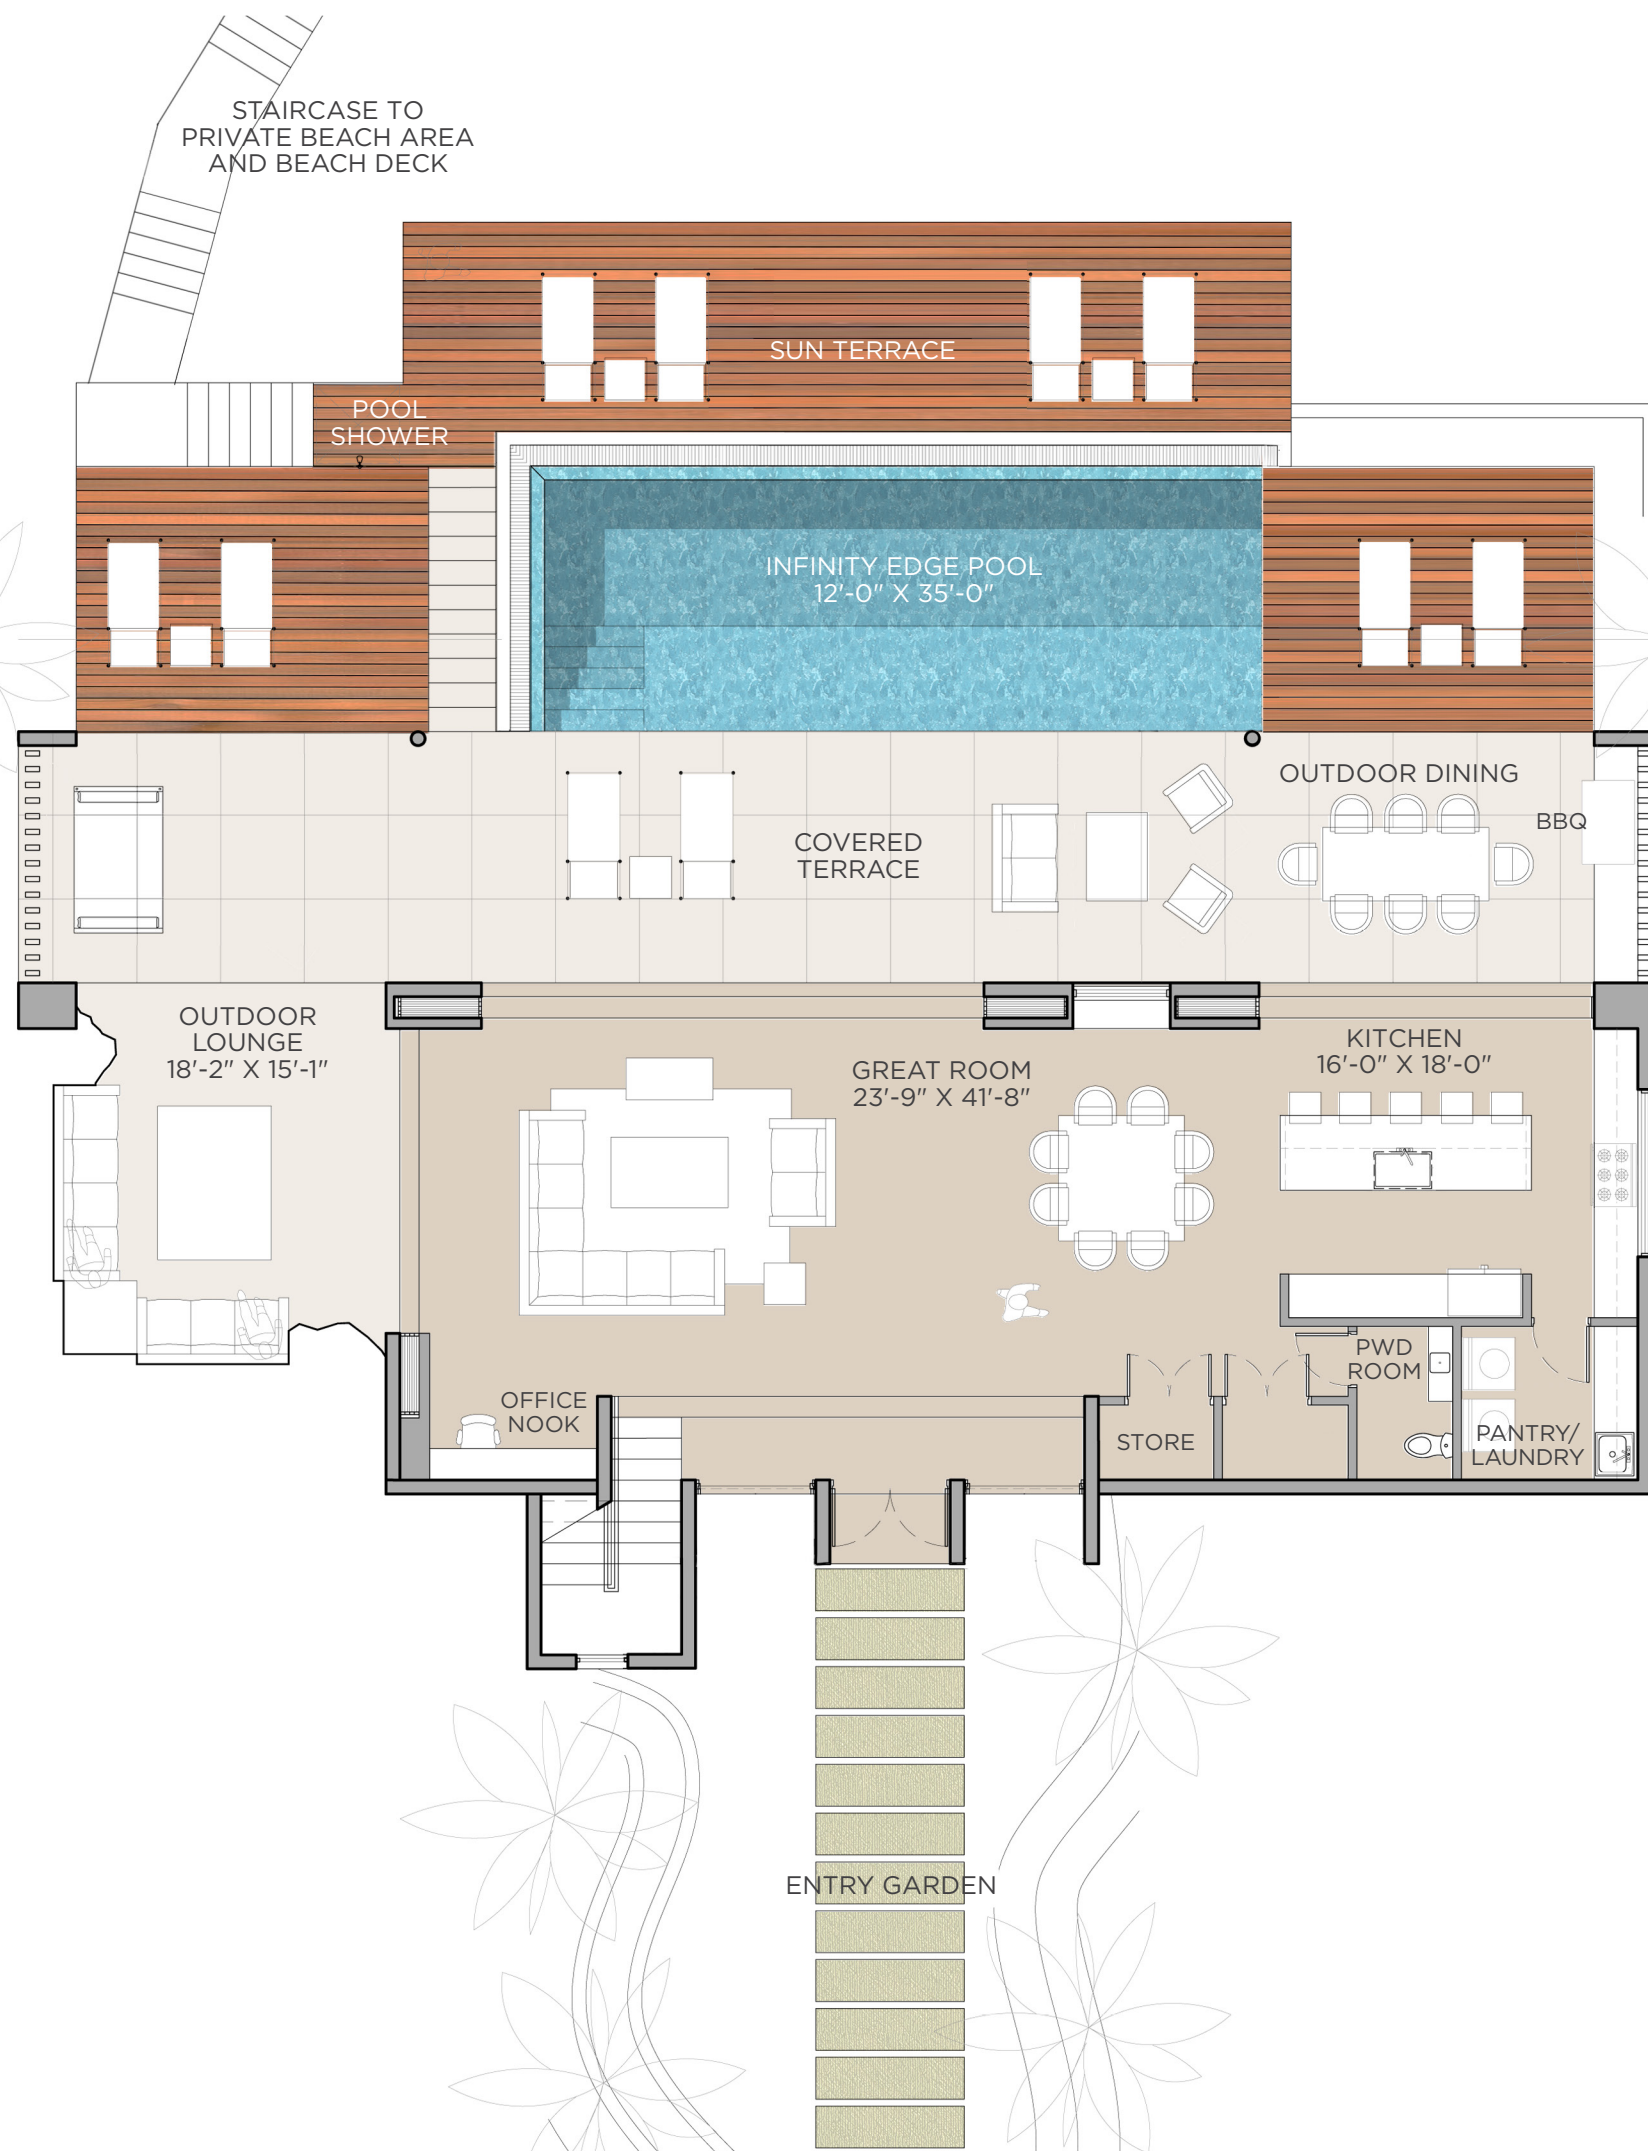 STAIRCASE TO
PRIVATE BEACH AREA
AND BEACH DECK
SUN TERRACE
POOL
SHOWER
INFINITY EDGE POOL
12'-0" X 35'-0"
OUTDOOR DINING
BBQ
COVERED
TERRACE
OUTDOOR
LOUNGE
18'-2" X 15'-1"
GREAT ROOM
23'-9" X 41'-8"
KITCHEN
16'-0" X 18'-0"
PWD
ROOM
OFFICE
NOOK
STORE
PANTRY/
LAUNDRY
ENTRY GARDEN